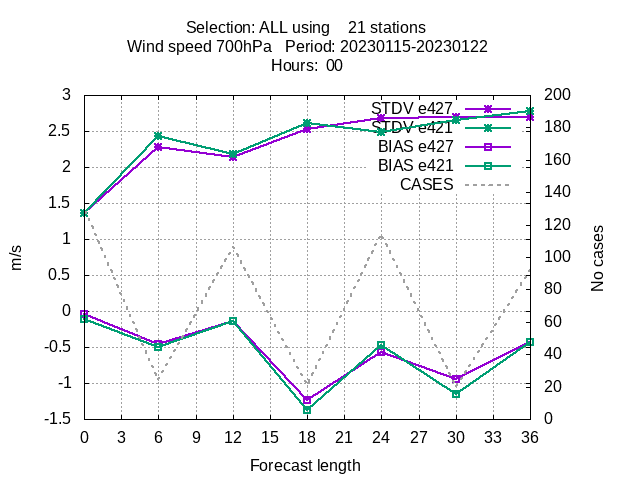 Selection: ALL using    21 stations
Wind speed 700hPa   Period: 20230115-20230122
Hours:  00
3
2.5
2
1.5
1
0.5
0
-0.5
-1
-1.5
200
180
160
140
120
100
80
60
40
20
0
STDV e427
STDV e421
BIAS e427
BIAS e421
CASES
m/s
No cases
0 3 6 9 12 15 18 21 24 27 30 33 36
Forecast length